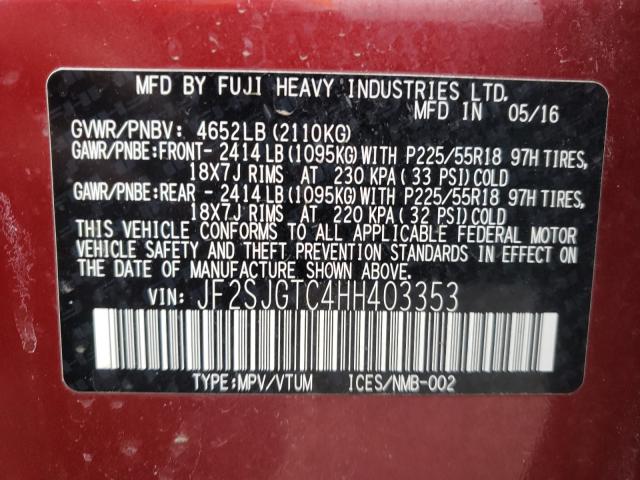 MFD BY FUJI HEAVY INDUSTRIES LTD.
MFD IN 05/16
GVWR/PNBV: 4652LB(2110KG)
GAWR/PNBE:FRONT- 2414LB(1095KG)WITH P225/55R18 97H TIRES,
18X7J RIMS AT 230 KPA(33 PSI)COLD
GAWR/PNBE:REAR - 2414LB(1095KG)WITH P225/55R18 97H TIRES,
18X7J RIMS AT 220 KPA(32 PSI)COLD
THIS VEHICLE CONFORMS TO ALL APPLICABLE FEDERAL MOTOR
VEHICLE SAFETY AND THEFT PREVENTION STANDARDS IN EFFECT ON
THE DATE OF MANUFACTURE SHOWN ABOVE.
VIN: JF2SJGTC4HH403353
TYPE:MPV/VTUM ICES/NMB-002